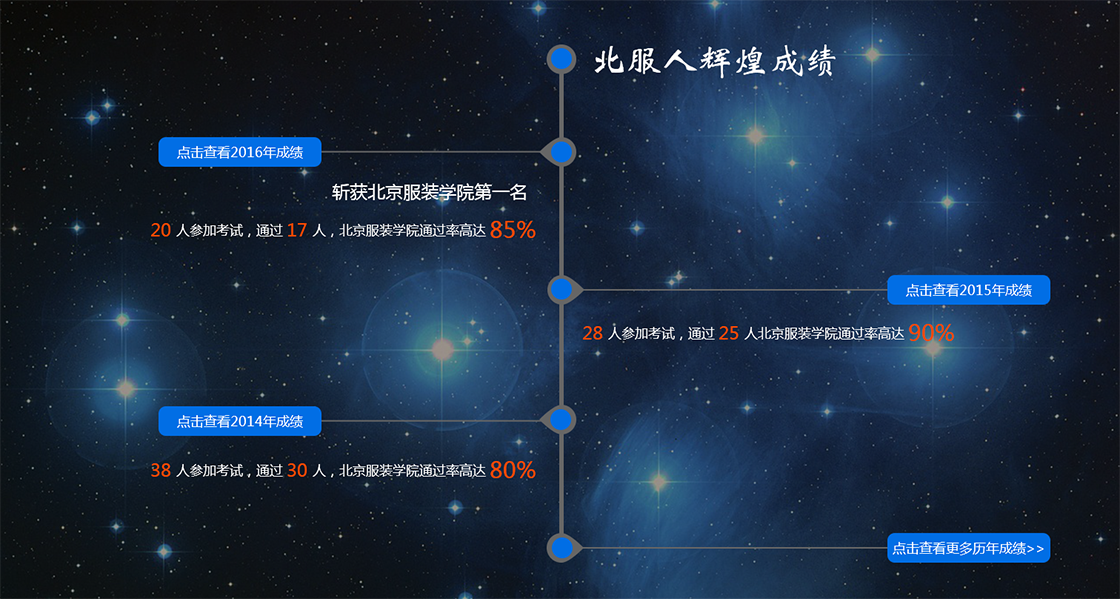 北服人辉煌成绩
点击查看2016年成绩
斩获北京服装学院第一名
20 人参加考试，通过 17 人，北京服装学院通过率高达 85%
点击查看2015年成绩
28 人参加考试，通过 25 人北京服装学院通过率高达 90%
点击查看2014年成绩
38 人参加考试，通过 30 人，北京服装学院通过率高达 80%
点击查看更多历年成绩>>